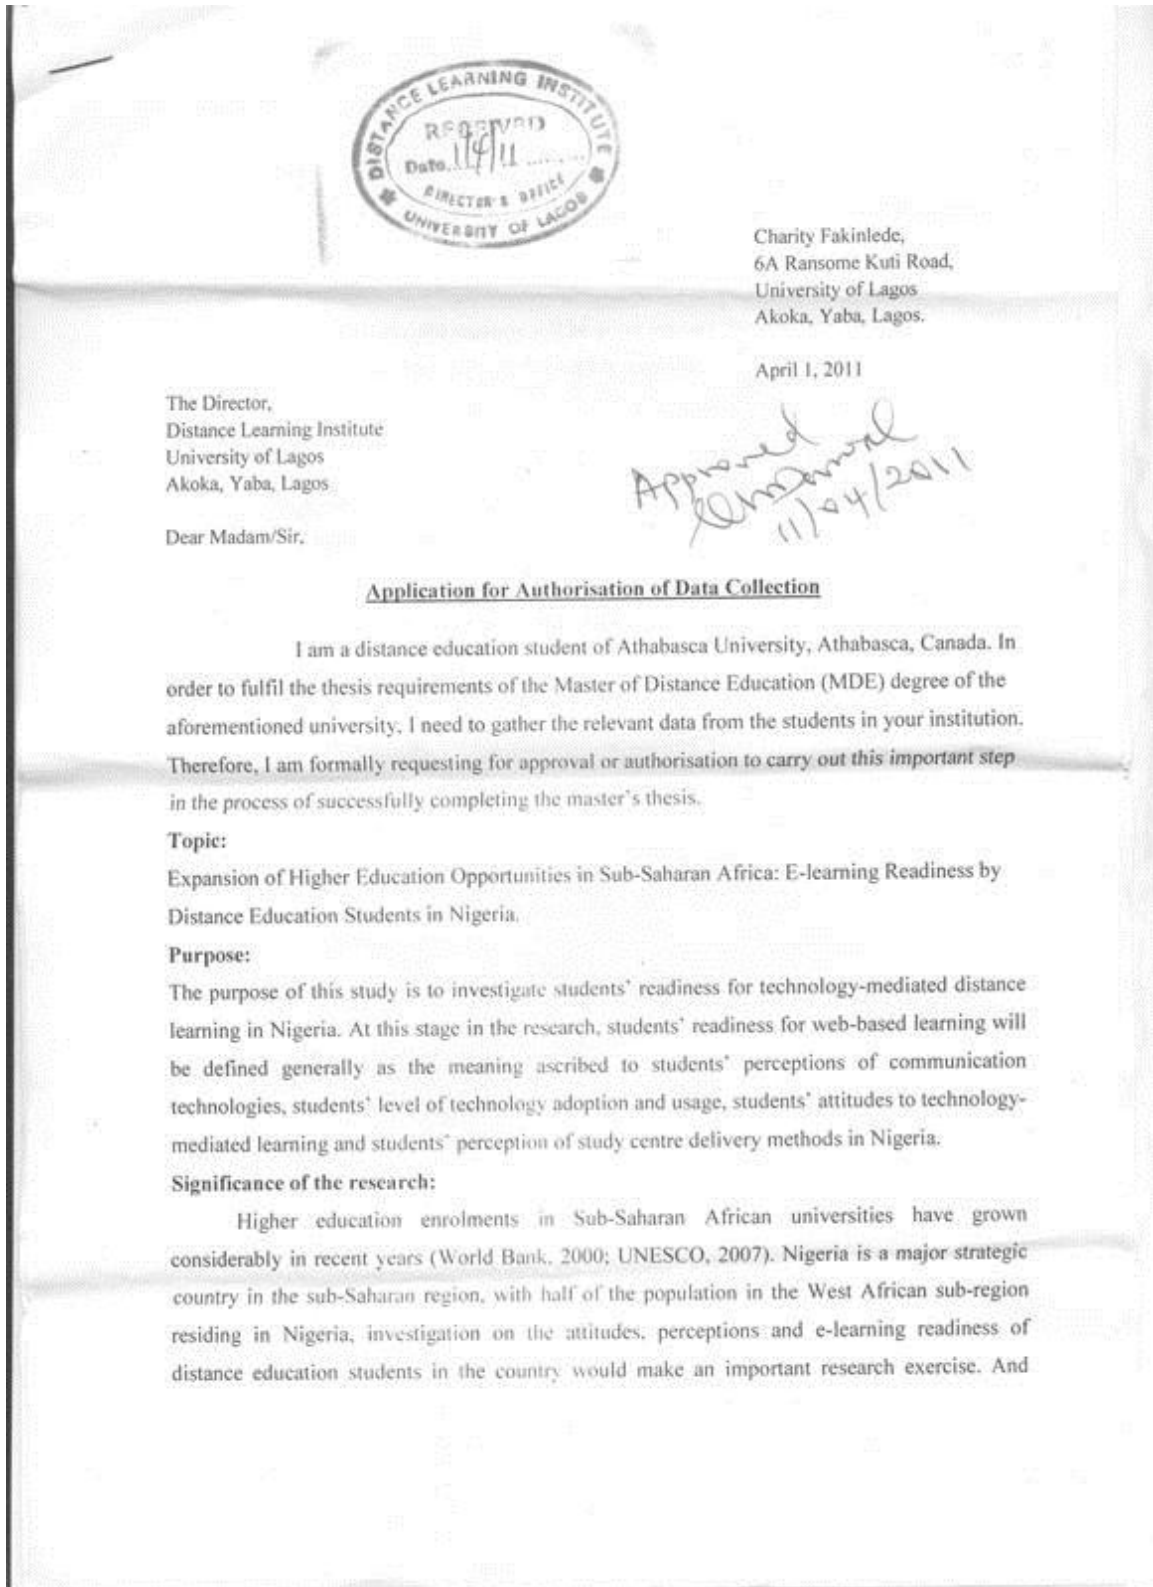 DISTANCE LEARNING INSTITUTE
RECEIVED
Date
DIRECTOR'S OFFICE
UNIVERSITY OF LAGOS
Charity Fakinlede,
6A Ransome Kuti Road,
University of Lagos
Akoka, Yaba, Lagos.
April 1, 2011
The Director,
Distance Learning Institute
University of Lagos
Akoka, Yaba, Lagos
Approved
11/04/2011
Dear Madam/Sir,
Application for Authorisation of Data Collection
I am a distance education student of Athabasca University, Athabasca, Canada. In
order to fulfil the thesis requirements of the Master of Distance Education (MDE) degree of the
aforementioned university, I need to gather the relevant data from the students in your institution.
Therefore, I am formally requesting for approval or authorisation to carry out this important step
in the process of successfully completing the master's thesis.
Topic:
Expansion of Higher Education Opportunities in Sub-Saharan Africa: E-learning Readiness by
Distance Education Students in Nigeria.
Purpose:
The purpose of this study is to investigate students' readiness for technology-mediated distance
learning in Nigeria. At this stage in the research, students' readiness for web-based learning will
be defined generally as the meaning ascribed to students' perceptions of communication
technologies, students' level of technology adoption and usage, students' attitudes to technology-
mediated learning and students' perception of study centre delivery methods in Nigeria.
Significance of the research:
Higher education enrolments in Sub-Saharan African universities have grown
considerably in recent years (World Bank, 2000; UNESCO, 2007). Nigeria is a major strategic
country in the sub-Saharan region, with half of the population in the West African sub-region
residing in Nigeria, investigation on the attitudes, perceptions and e-learning readiness of
distance education students in the country would make an important research exercise. And